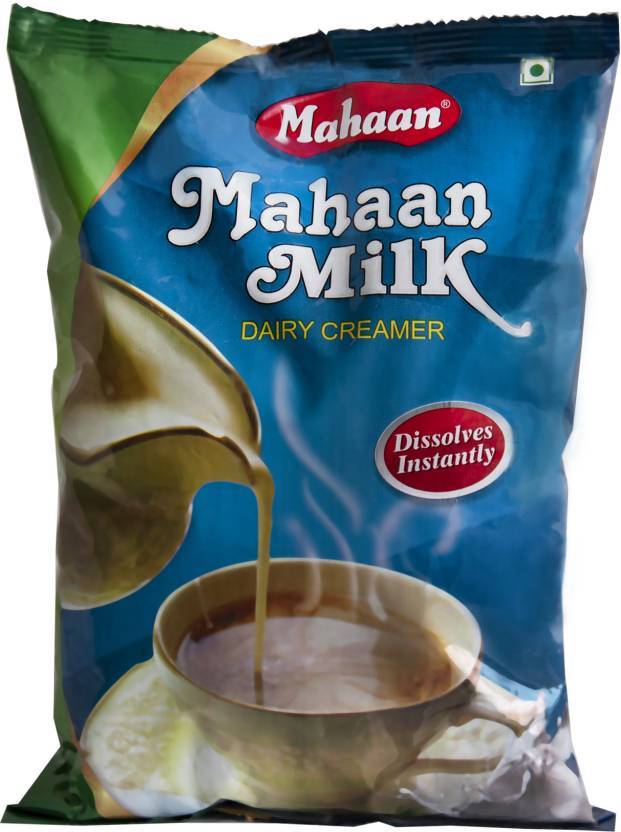 Mahaan®
Mahaan
Milk
DAIRY CREAMER
Dissolves
Instantly